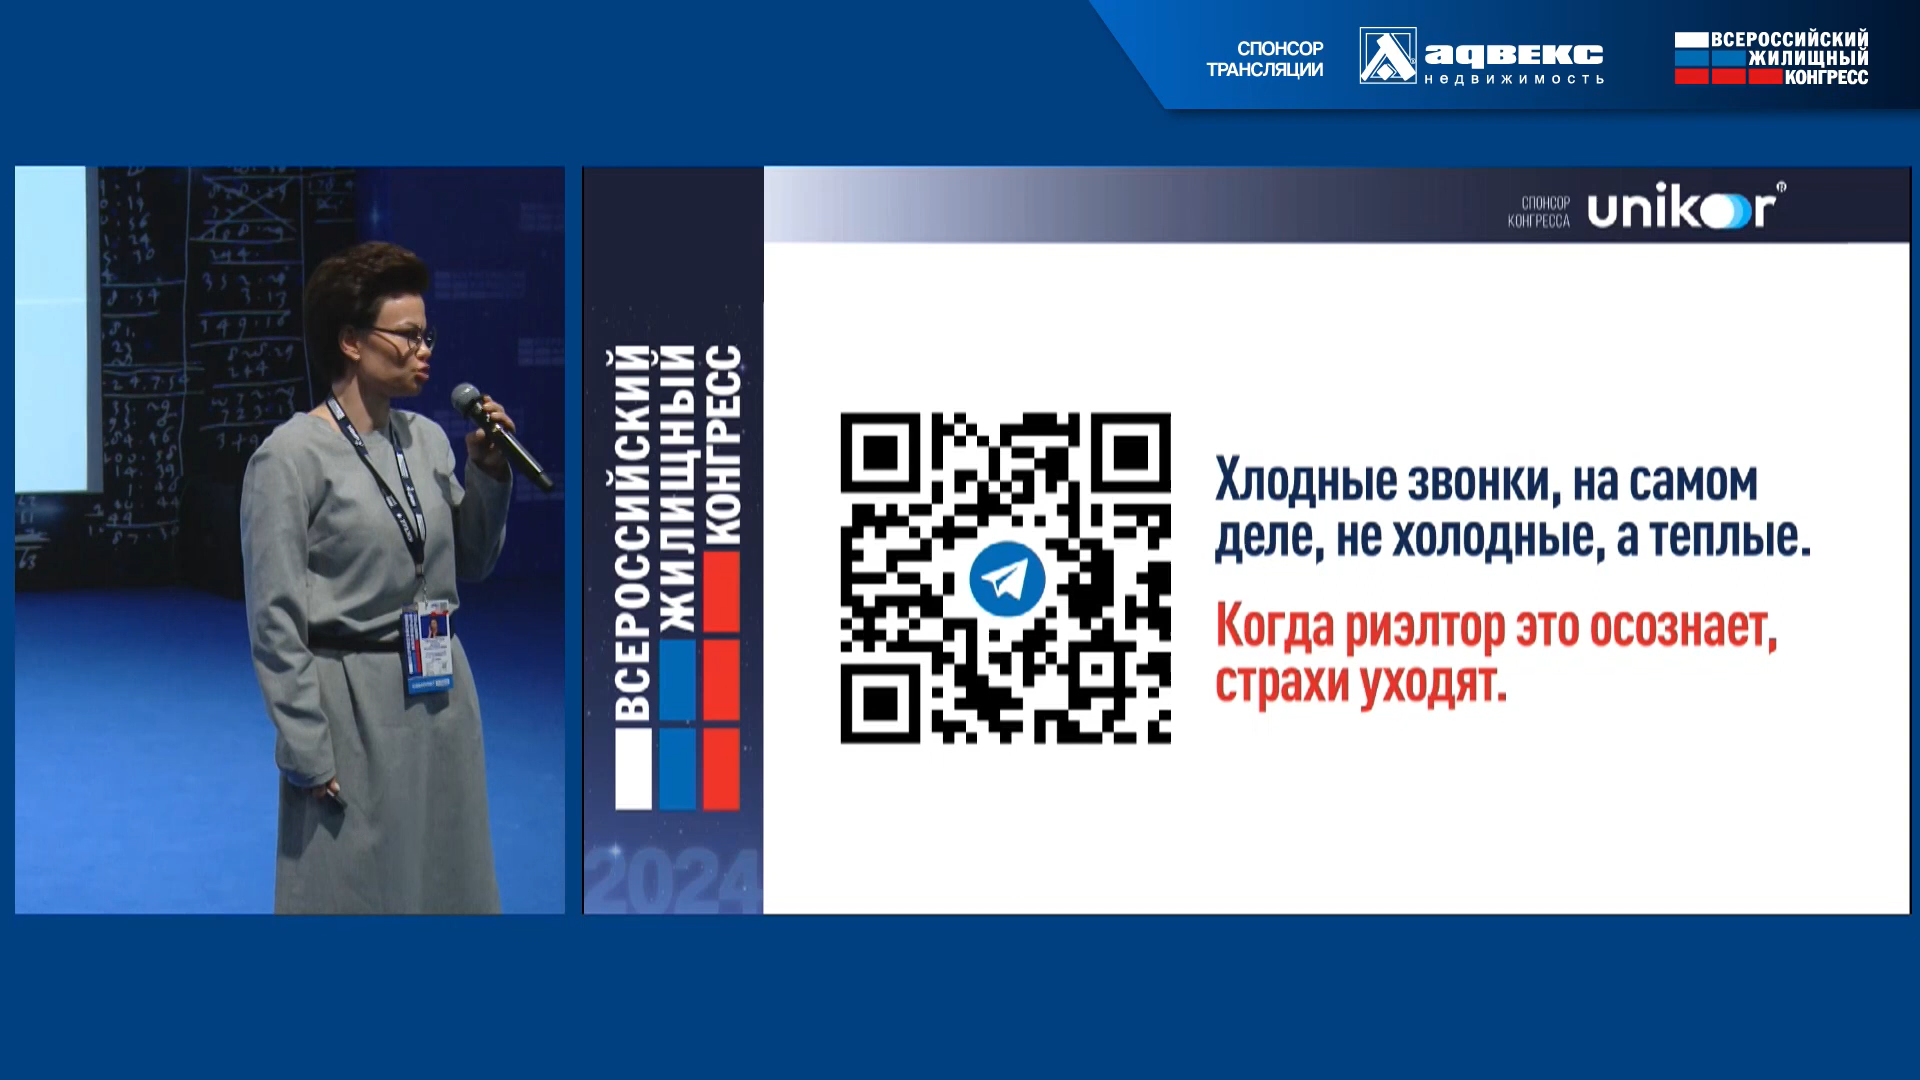 СПОНСОР
ТРАНСЛЯЦИИ
адвекс
недвижимость
ВСЕРОССИЙСКИЙ
ЖИЛИЩНЫЙ
КОНГРЕСС
СПОНСОР
КОНГРЕССА
unikoor®
ВСЕРОССИЙСКИЙ
ЖИЛИЩНЫЙ
КОНГРЕСС
2024
Хлодные звонки, на самом
деле, не холодные, а теплые.
Когда риэлтор это осознает,
страхи уходят.